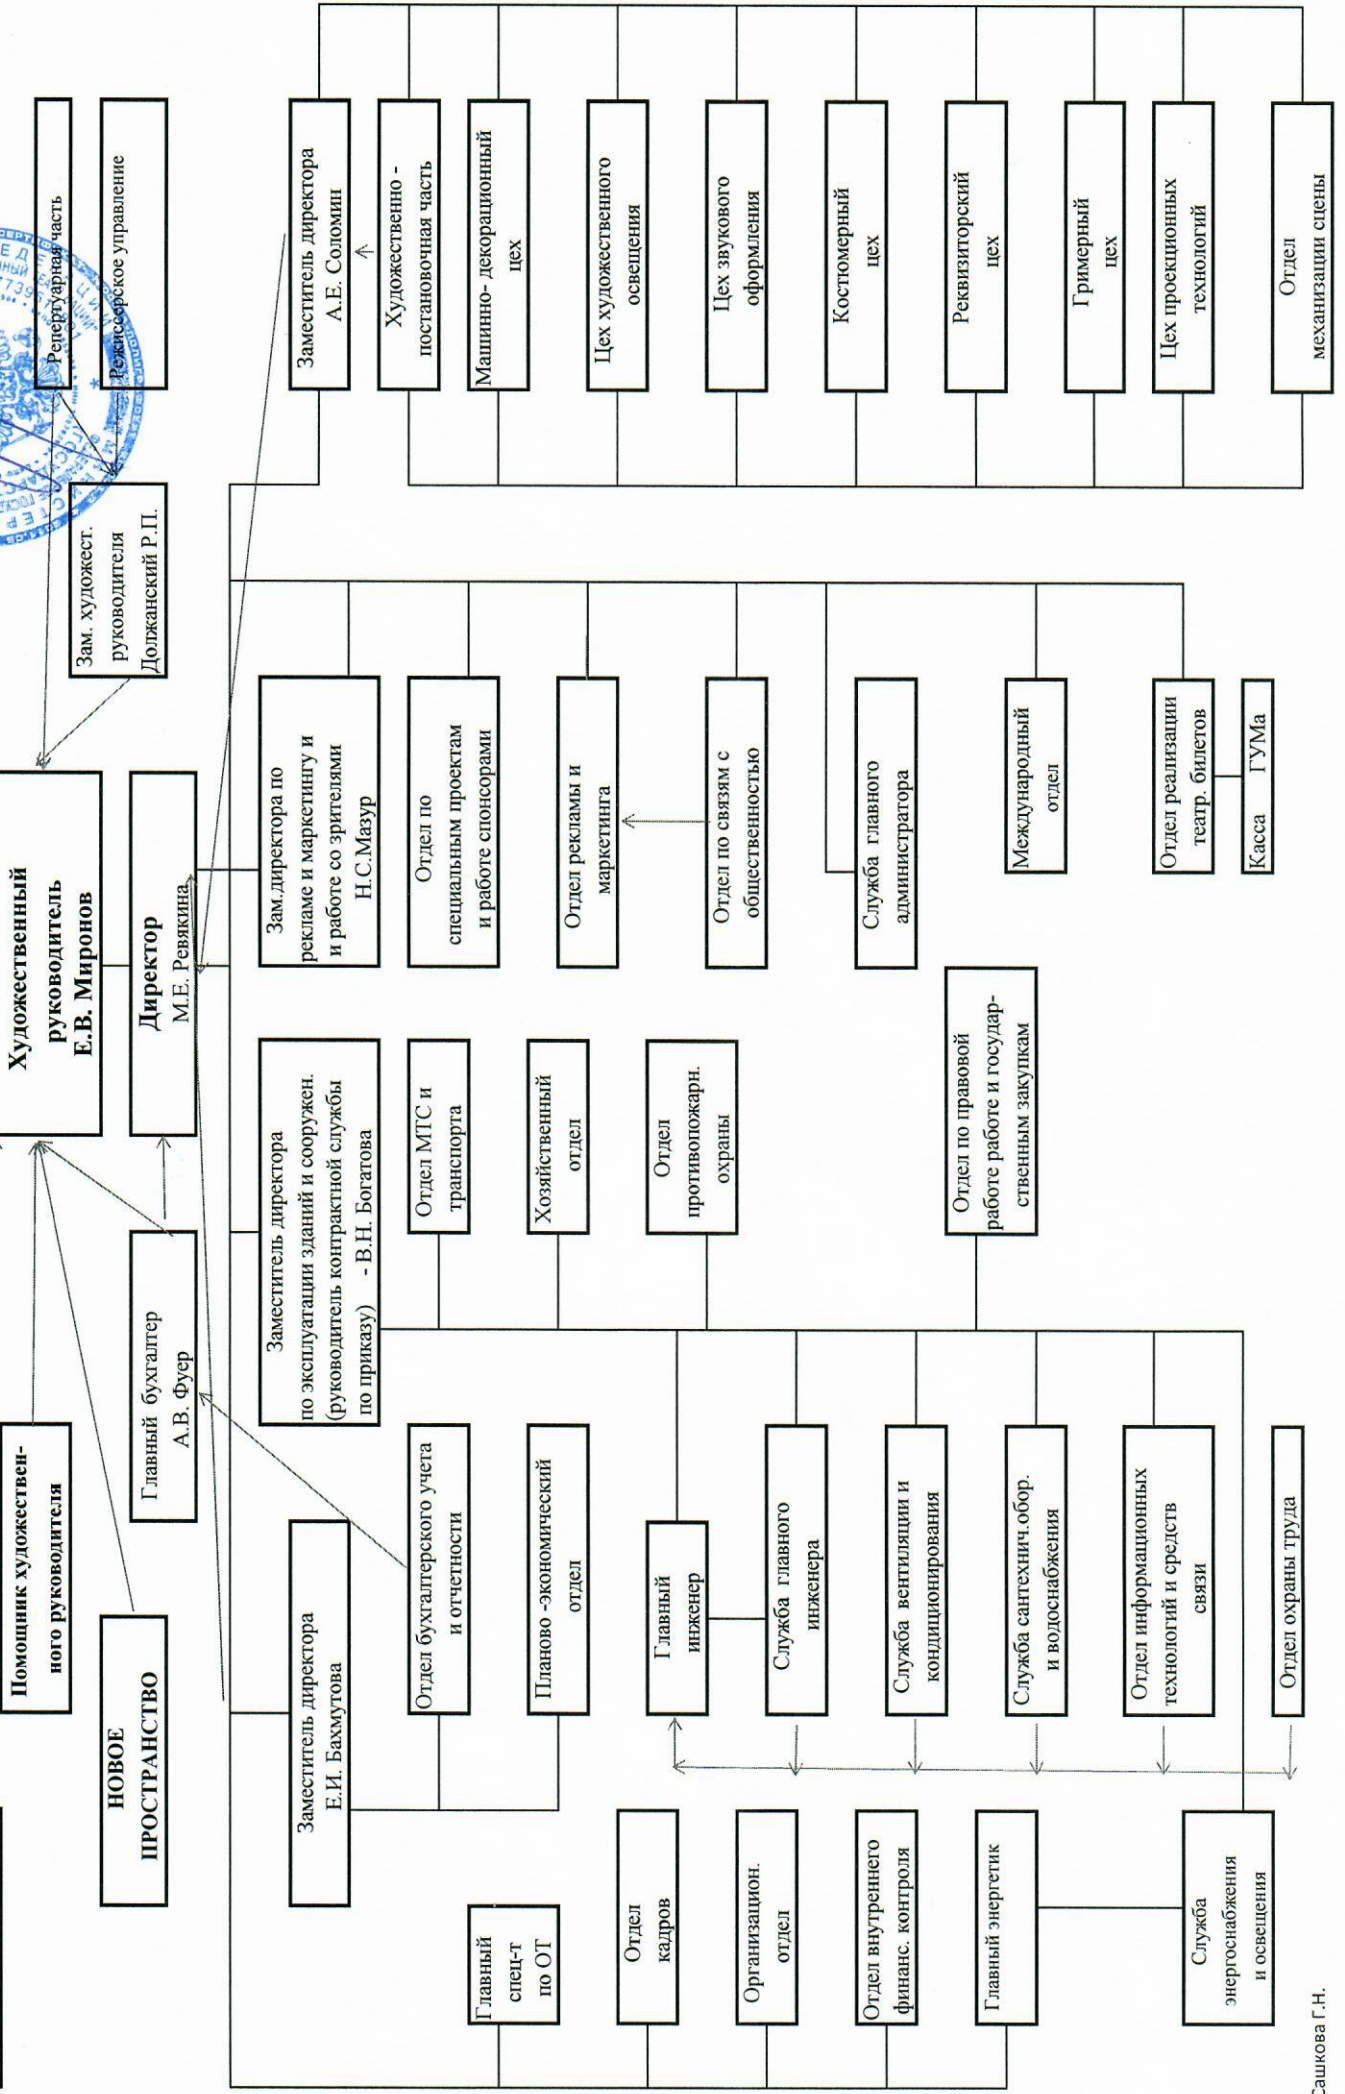 Художественный
руководитель
Е.В. Миронов
Помощник художествен-
ного руководителя
НОВОЕ
ПРОСТРАНСТВО
Главный бухгалтер
А.В. Фуер
Директор
М.Е. Ревякина
Зам. художест.
руководителя
Должанский Р.П.
Репертуарная часть
Режиссерское управление
Заместитель директора
Е.И. Бахмутова
Заместитель директора
по эксплуатации зданий и сооружен.
(руководитель контрактной службы
по приказу) - В.Н. Богатова
Зам.директора по
рекламе и маркетингу и
и работе со зрителями
Н.С.Мазур
Заместитель директора
А.Е. Соломин
Главный
спец-т
по ОТ
Отдел
кадров
Организацион.
отдел
Отдел внутреннего
финанс. контроля
Главный энергетик
Служба
энергоснабжения
и освещения
Отдел бухгалтерского учета
и отчетности
Планово -экономический
отдел
Главный
инженер
Служба главного
инженера
Служба вентиляции и
кондиционирования
Служба сантехнич.обор.
и водоснабжения
Отдел информационных
технологий и средств
связи
Отдел охраны труда
Отдел МТС и
транспорта
Хозяйственный
отдел
Отдел
противопожарн.
охраны
Отдел по правовой
работе работе и государ-
ственным закупкам
Отдел по
специальным проектам
и работе спонсорами
Отдел рекламы и
маркетинга
Отдел по связям с
общественностью
Служба главного
администратора
Международный
отдел
Отдел реализации
театр. билетов
Касса ГУМа
Художественно -
постановочная часть
Машинно- декорационный
цех
Цех художественного
освещения
Цех звукового
оформления
Костюмерный
цех
Реквизиторский
цех
Гримерный
цех
Цех проекционных
технологий
Отдел
механизации сцены
Сашкова Г.Н.